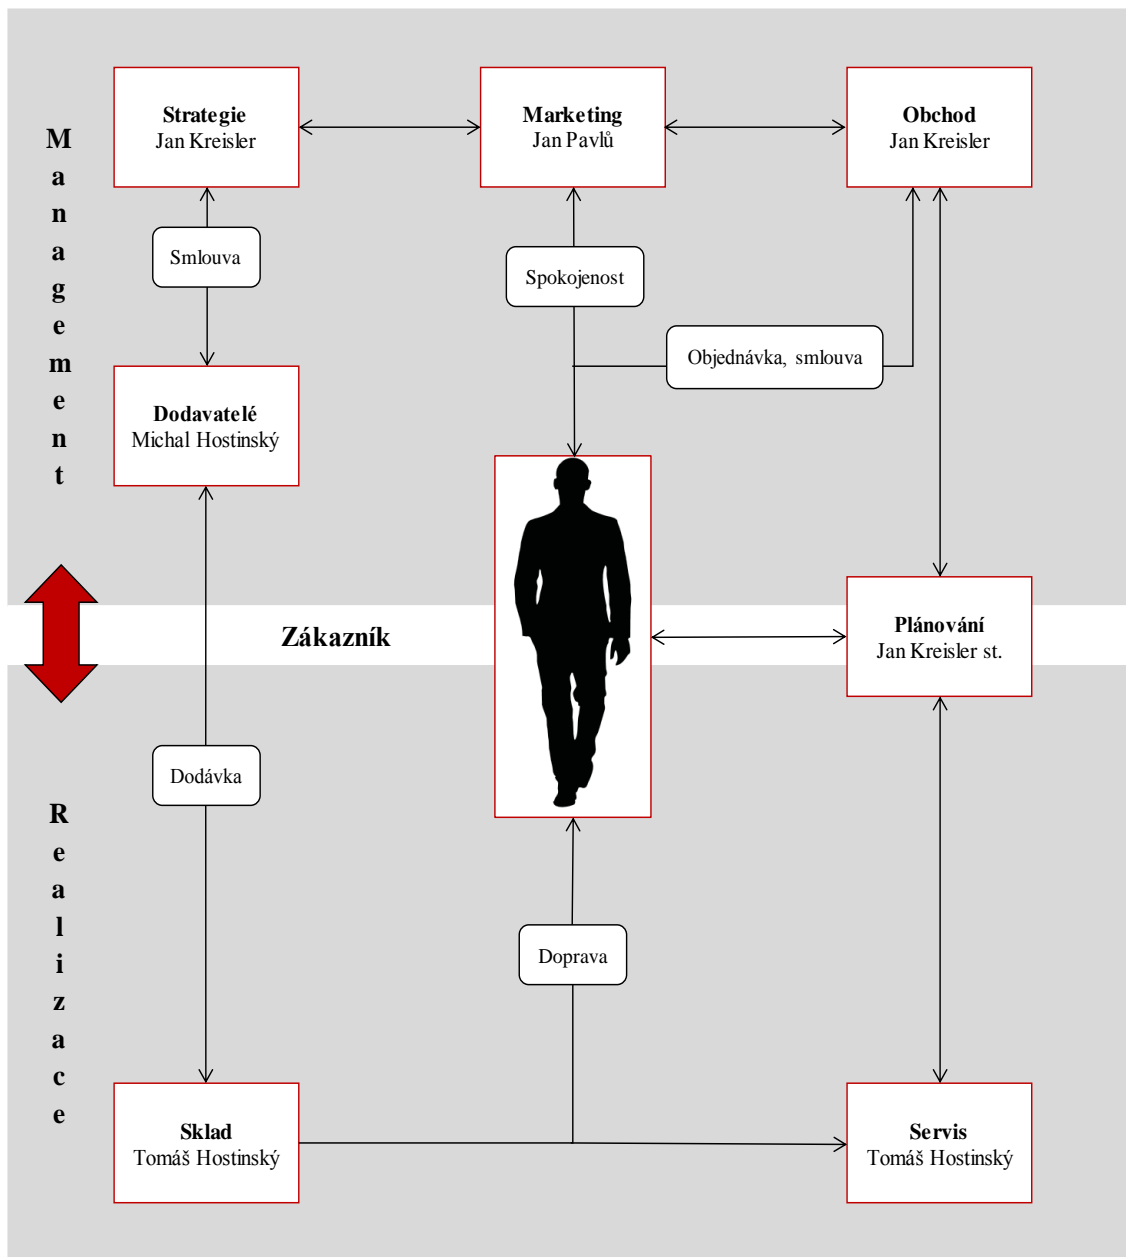 Management
Strategie
Jan Kreisler
Marketing
Jan Pavlů
Obchod
Jan Kreisler
Smlouva
Spokojenost
Objednávka, smlouva
Dodavatelé
Michal Hostinský
Zákazník
Plánování
Jan Kreisler st.
Realizace
Dodávka
Doprava
Sklad
Tomáš Hostinský
Servis
Tomáš Hostinský